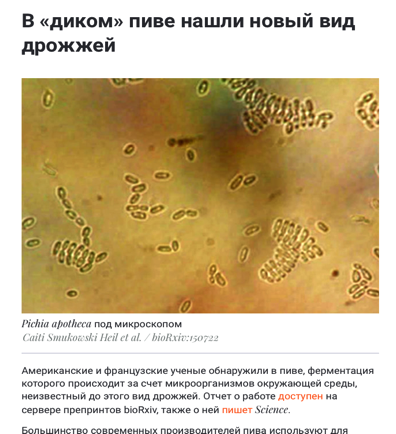 В «диком» пиве нашли новый вид
дрожжей
Pichia apotheca под микроскопом
Caiti Smukowski Heil et al. / bioRxiv:150722
Американские и французские ученые обнаружили в пиве, ферментация
которого происходит за счет микроорганизмов окружающей среды,
неизвестный до этого вид дрожжей. Отчет о работе доступен на
сервере препринтов bioRxiv, также о ней пишет Science.
Большинство современных производителей пива используют для